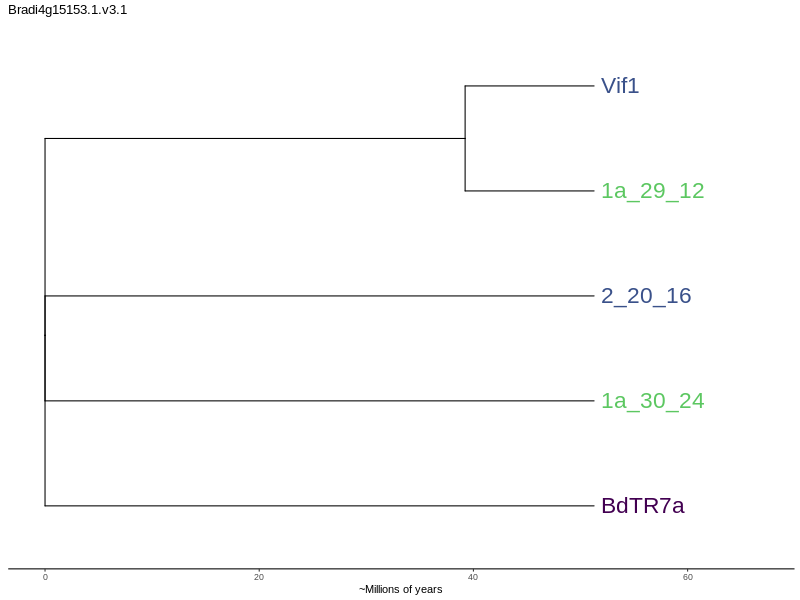 Bradi4g15153.1.v3.1
Vif1
1a_29_12
2_20_16
1a_30_24
BdTR7a
0 20 40 60
~Millions of years